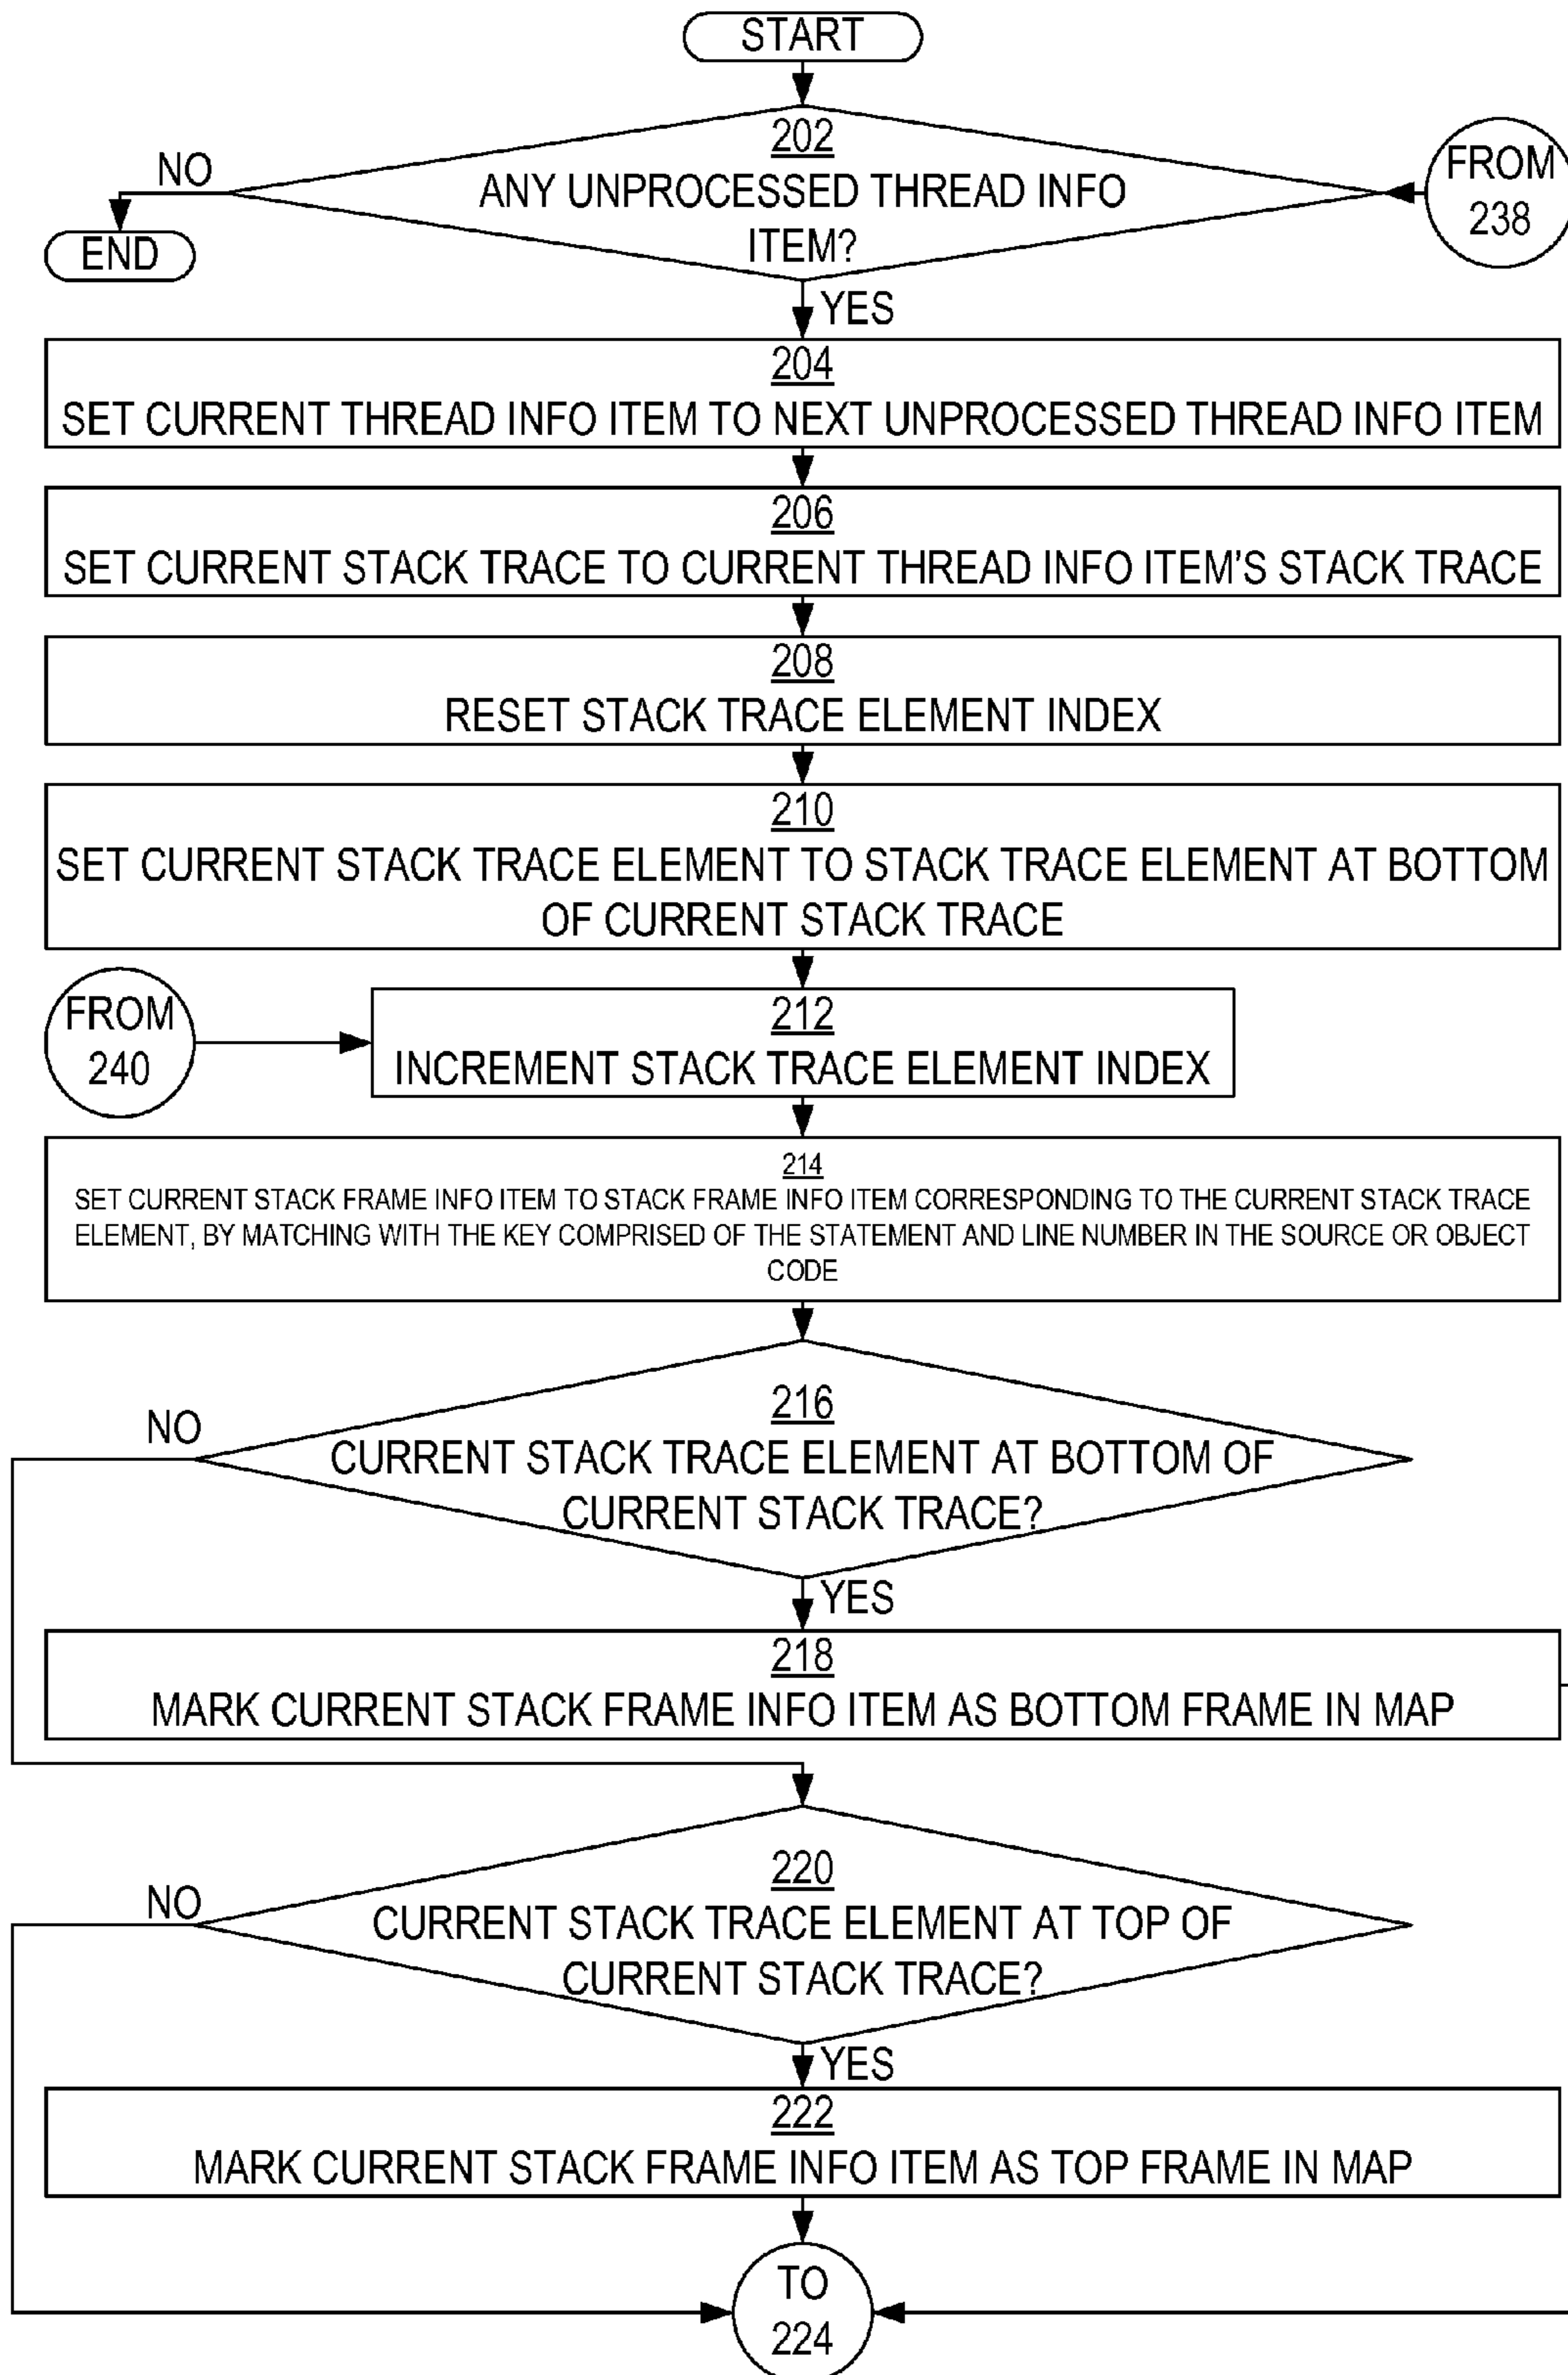 START
202
ANY UNPROCESSED THREAD INFO
ITEM?
NO
END
FROM
238
YES
204
SET CURRENT THREAD INFO ITEM TO NEXT UNPROCESSED THREAD INFO ITEM
206
SET CURRENT STACK TRACE TO CURRENT THREAD INFO ITEM'S STACK TRACE
208
RESET STACK TRACE ELEMENT INDEX
210
SET CURRENT STACK TRACE ELEMENT TO STACK TRACE ELEMENT AT BOTTOM
OF CURRENT STACK TRACE
FROM
240
212
INCREMENT STACK TRACE ELEMENT INDEX
214
SET CURRENT STACK FRAME INFO ITEM TO STACK FRAME INFO ITEM CORRESPONDING TO THE CURRENT STACK TRACE
ELEMENT, BY MATCHING WITH THE KEY COMPRISED OF THE STATEMENT AND LINE NUMBER IN THE SOURCE OR OBJECT
CODE
216
CURRENT STACK TRACE ELEMENT AT BOTTOM OF
CURRENT STACK TRACE?
NO
YES
218
MARK CURRENT STACK FRAME INFO ITEM AS BOTTOM FRAME IN MAP
220
CURRENT STACK TRACE ELEMENT AT TOP OF
CURRENT STACK TRACE?
NO
YES
222
MARK CURRENT STACK FRAME INFO ITEM AS TOP FRAME IN MAP
TO
224